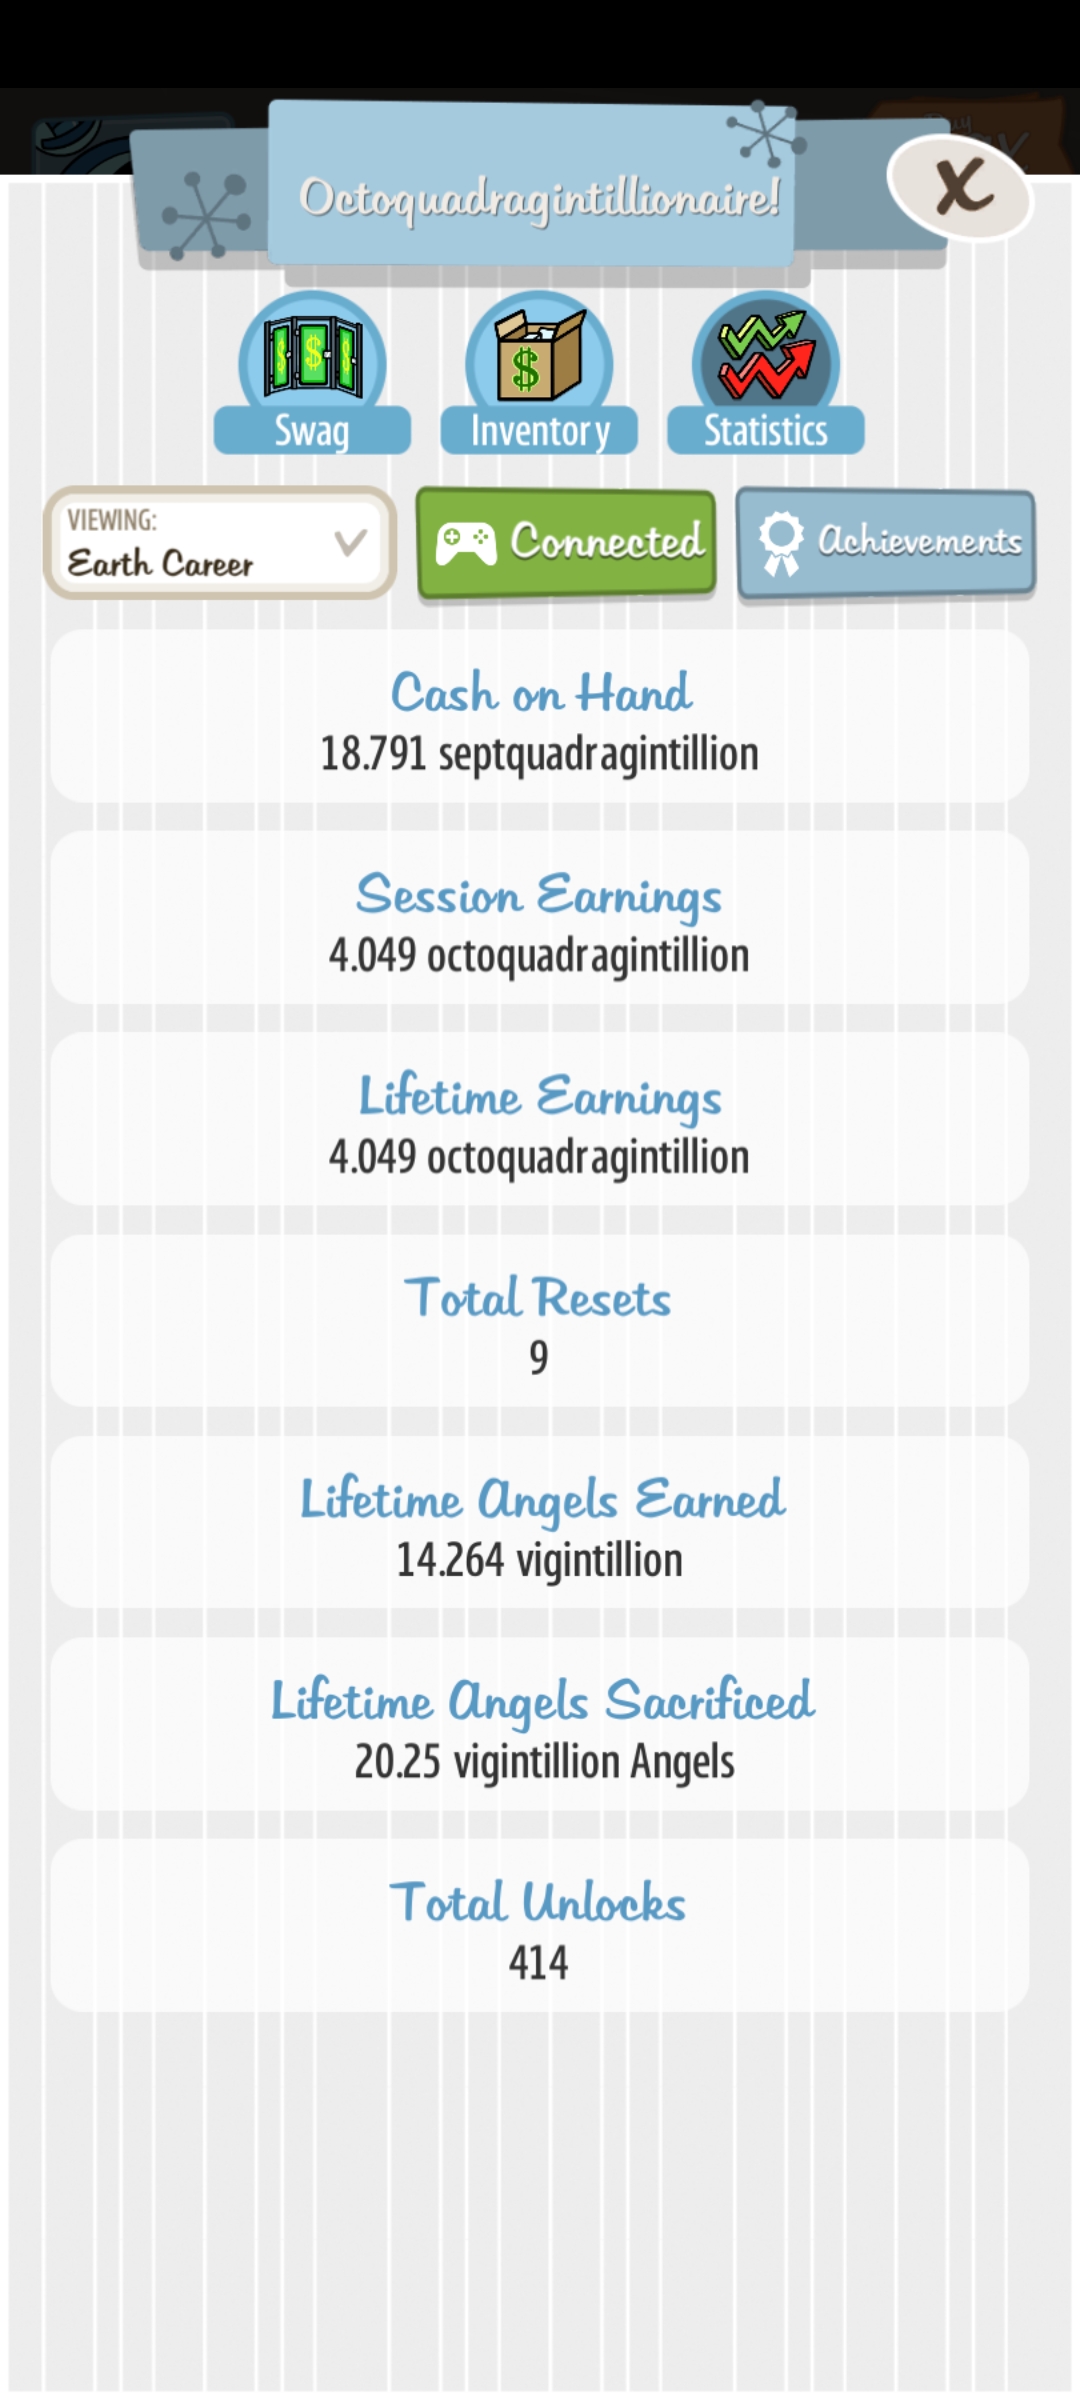 Buy
Octoquadragintillionaire!
X
Swag
Inventory
Statistics
VIEWING:
Earth Career
Connected
Achievements
Cash on Hand
18.791 septquadragintillion
Session Earnings
4.049 octoquadragintillion
Lifetime Earnings
4.049 octoquadragintillion
Total Resets
9
Lifetime Angels Earned
14.264 vigintillion
Lifetime Angels Sacrificed
20.25 vigintillion Angels
Total Unlocks
414